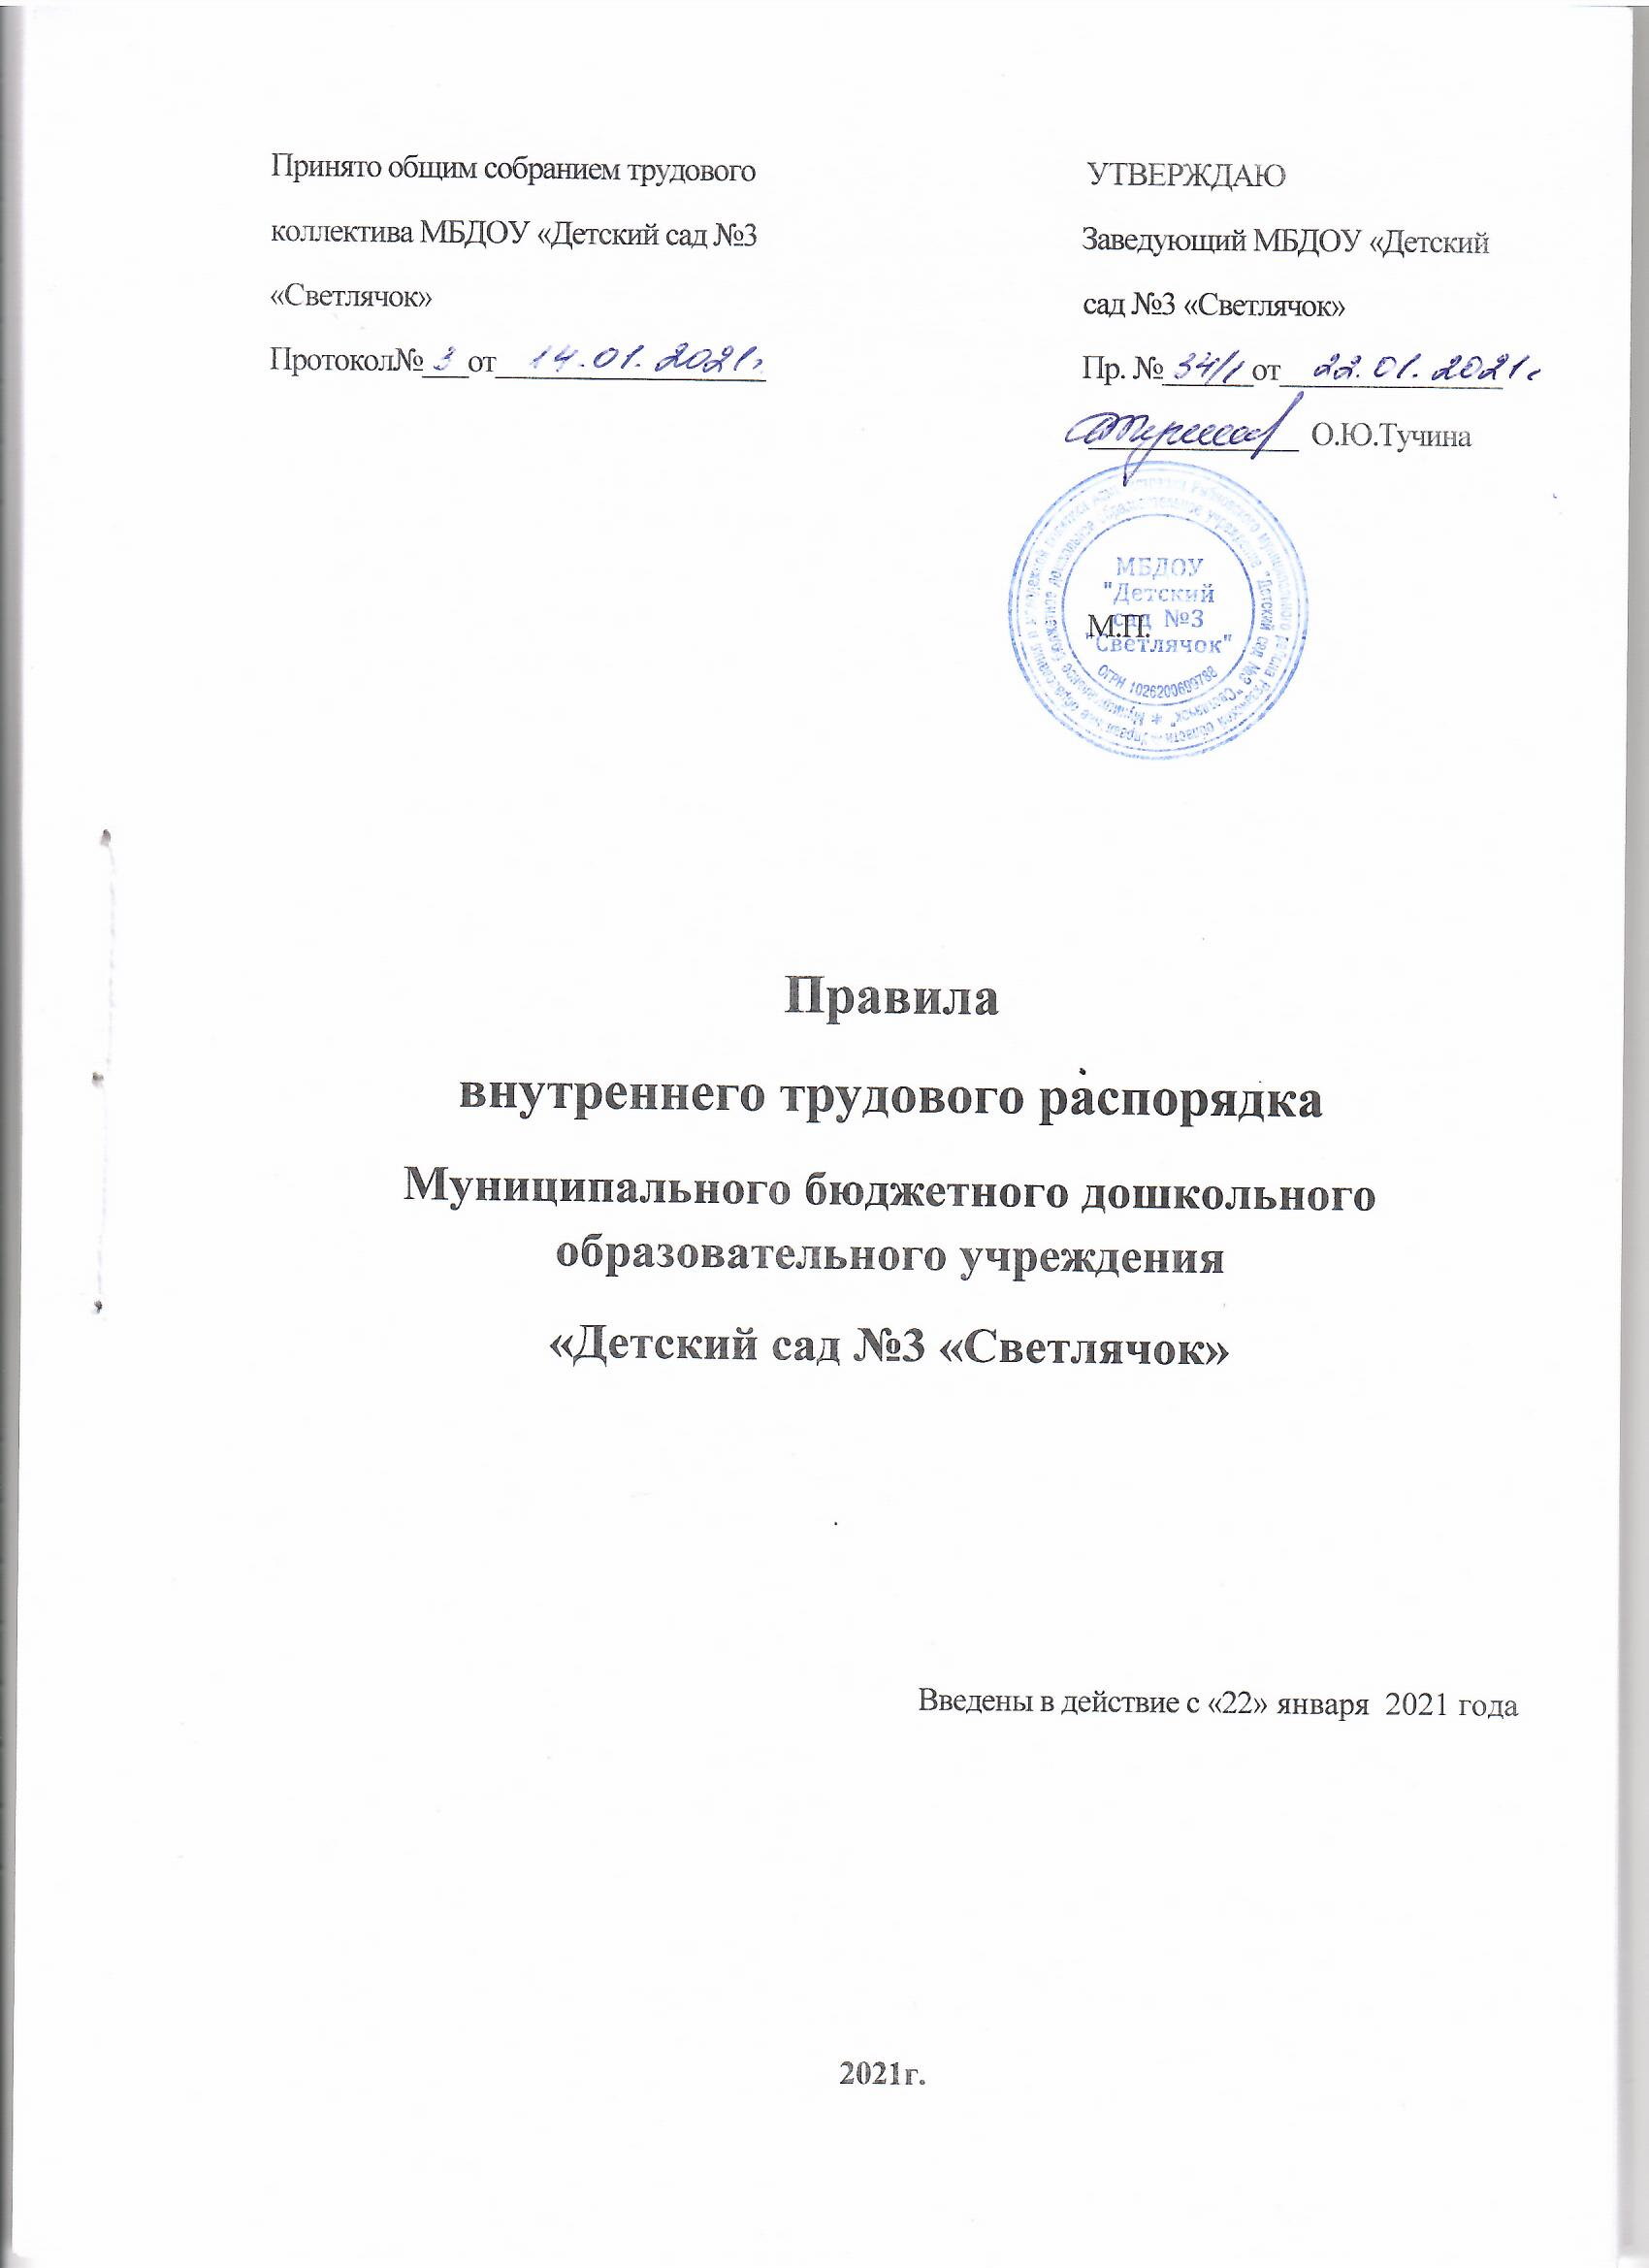 Принято общим собранием трудового
коллектива МБДОУ «Детский сад №3
«Светлячок»
Протокол№ 3 от 14.01.2021г.
УТВЕРЖДАЮ
Заведующий МБДОУ «Детский
сад №3 «Светлячок»
Пр. № 34/1 от 22.01.2021г
О.Ю.Тучина
МБДОУ
"Детский
сад №3
"Светлячок"
ОГРН 1026200699788
М.П.
Правила
внутреннего трудового распорядка
Муниципального бюджетного дошкольного
образовательного учреждения
«Детский сад №3 «Светлячок»
Введены в действие с «22» января 2021 года
2021г.